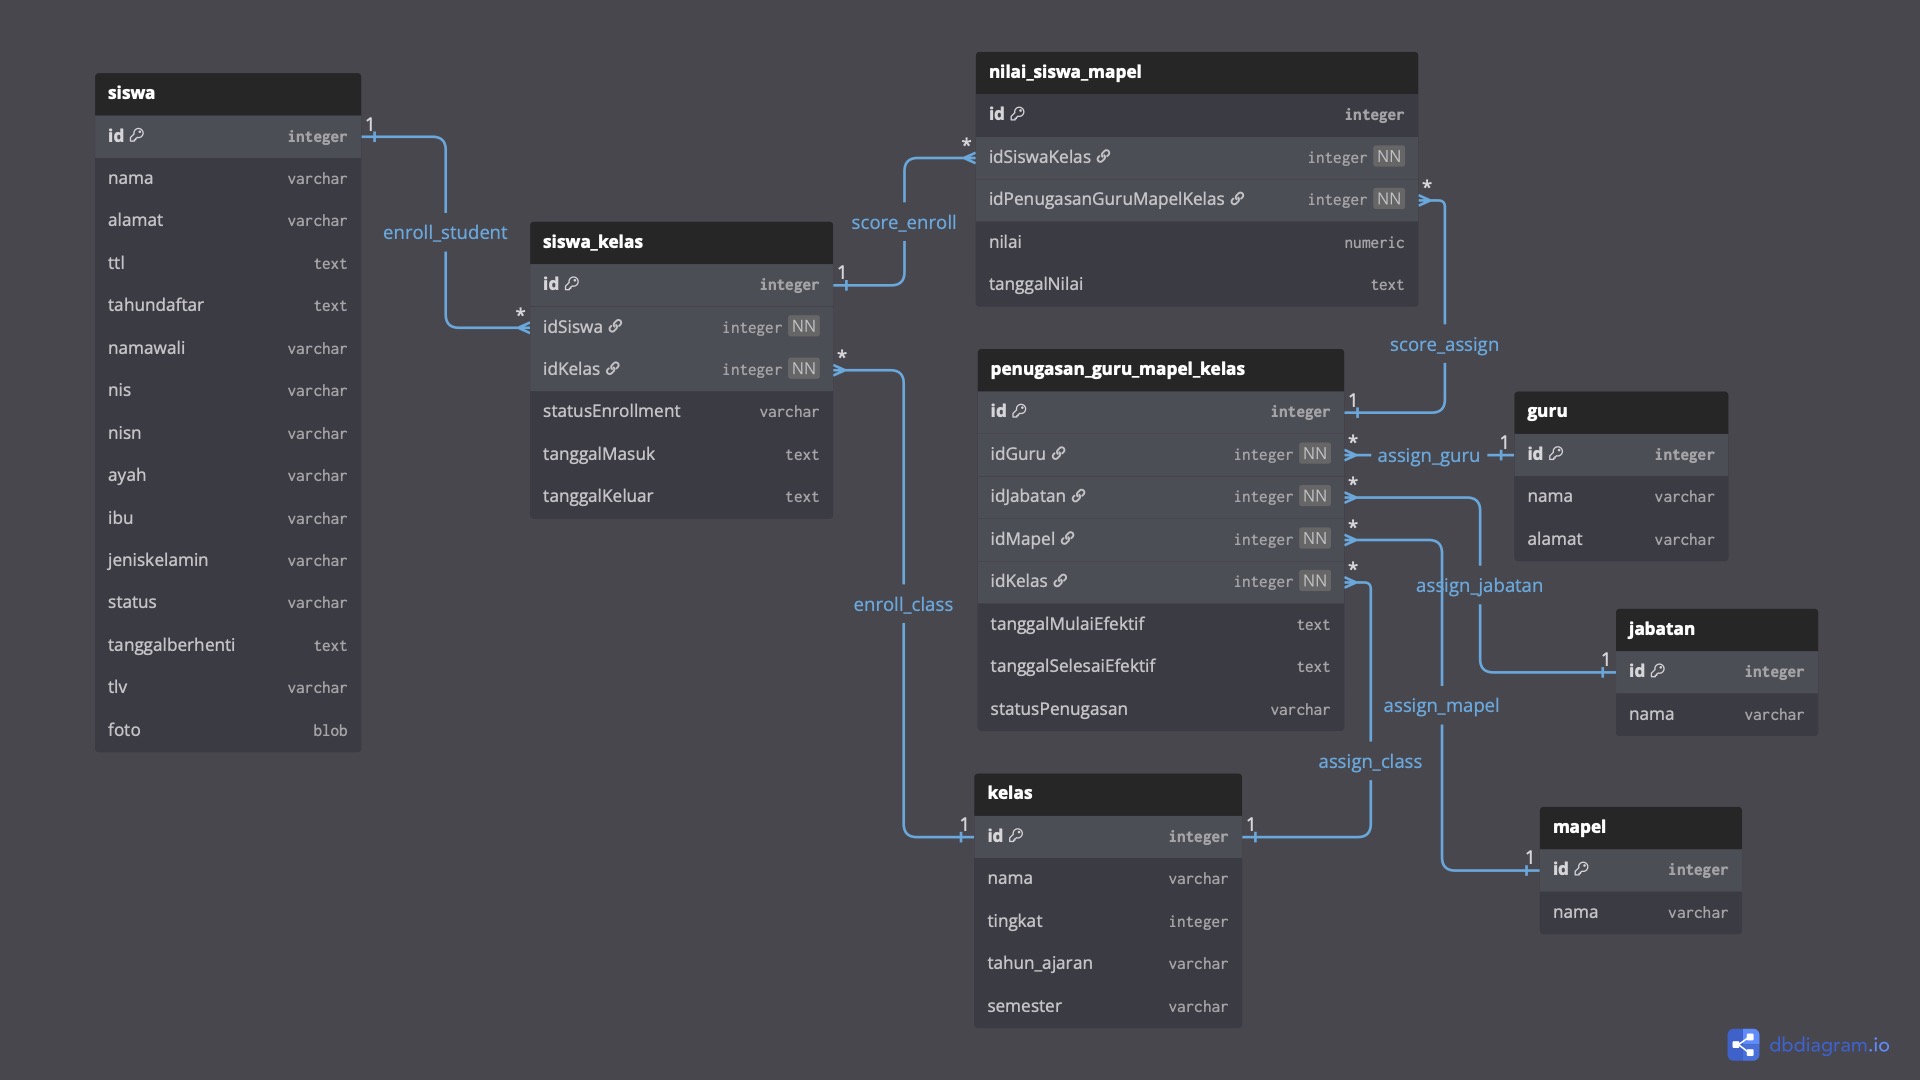 siswa
id integer
nama varchar
alamat varchar
ttl text
tahundaftar text
namawali varchar
nis varchar
nisn varchar
ayah varchar
ibu varchar
jeniskelamin varchar
status varchar
tanggalberhenti text
tlv varchar
foto blob
1
enroll_student
*
siswa_kelas
id integer
idSiswa integer NN
idKelas integer NN
statusEnrollment varchar
tanggalMasuk text
tanggalKeluar text
1
score_enroll
*
*
enroll_class
1
nilai_siswa_mapel
id integer
idSiswaKelas integer NN
idPenugasanGuruMapelKelas integer NN
nilai numeric
tanggalNilai text
*
score_assign
1
penugasan_guru_mapel_kelas
id integer
idGuru integer NN
idJabatan integer NN
idMapel integer NN
idKelas integer NN
tanggalMulaiEfektif text
tanggalSelesaiEfektif text
statusPenugasan varchar
* assign_guru 1
*
assign_jabatan
1
*
assign_mapel
1
*
assign_class
1
guru
id integer
nama varchar
alamat varchar
jabatan
id integer
nama varchar
kelas
id integer
nama varchar
tingkat integer
tahun_ajaran varchar
semester varchar
mapel
id integer
nama varchar
dbdiagram.io